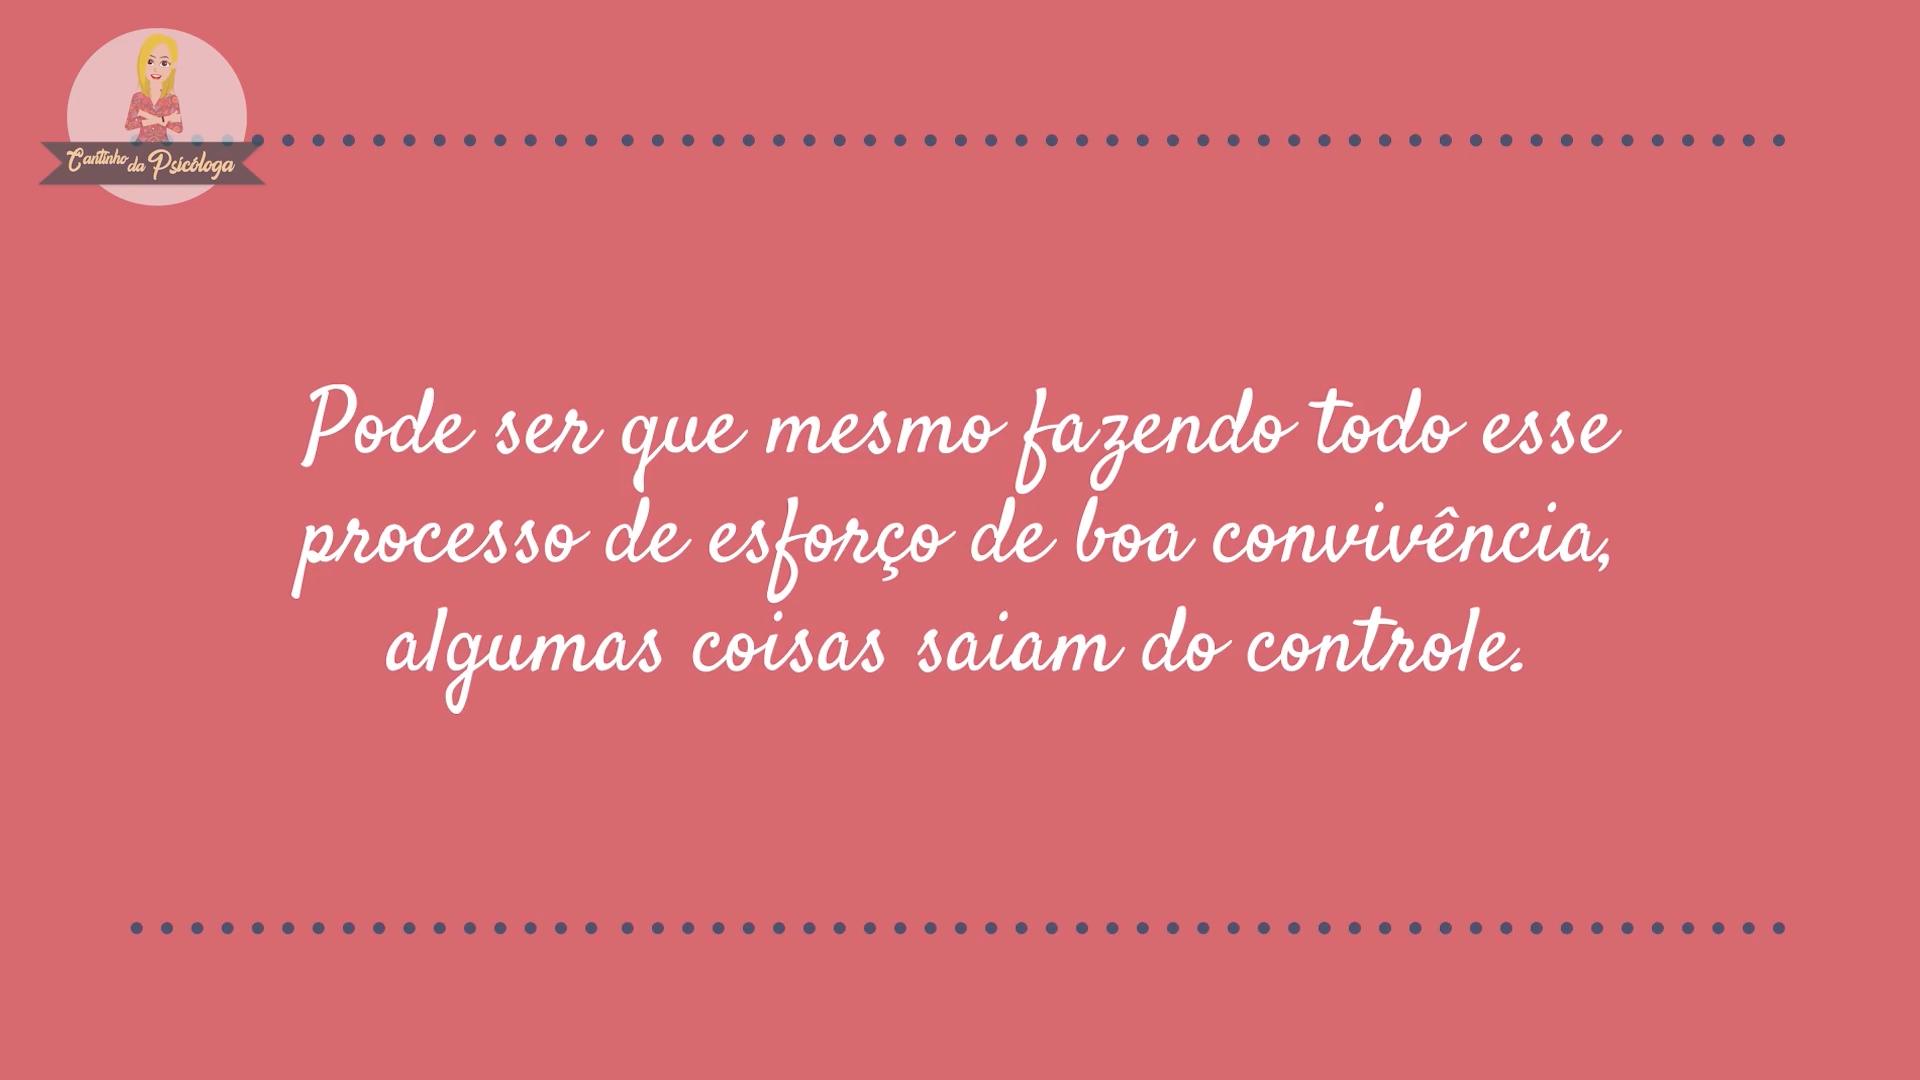 Cantinho da Psicóloga
Pode ser que mesmo fazendo todo esse
processo de esforço de boa convivência,
algumas coisas saiam do controle.